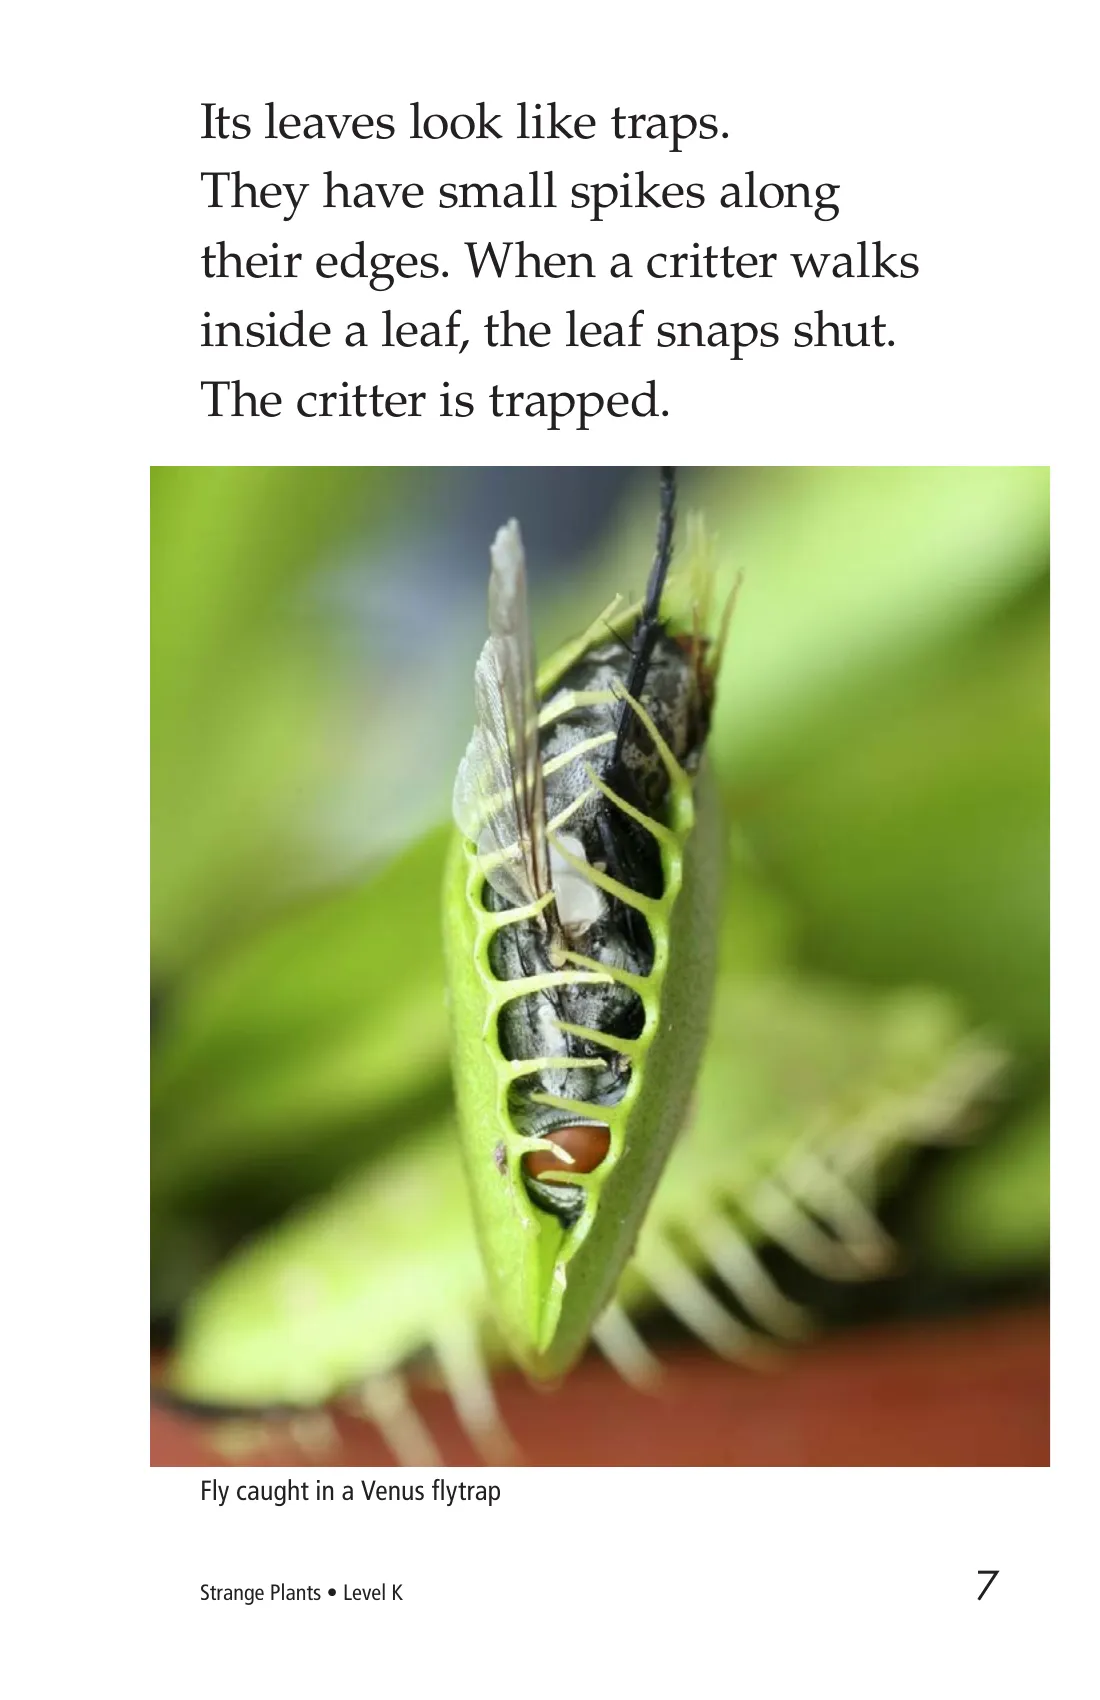 Its leaves look like traps.
They have small spikes along
their edges. When a critter walks
inside a leaf, the leaf snaps shut.
The critter is trapped.
Fly caught in a Venus flytrap
Strange Plants • Level K
7